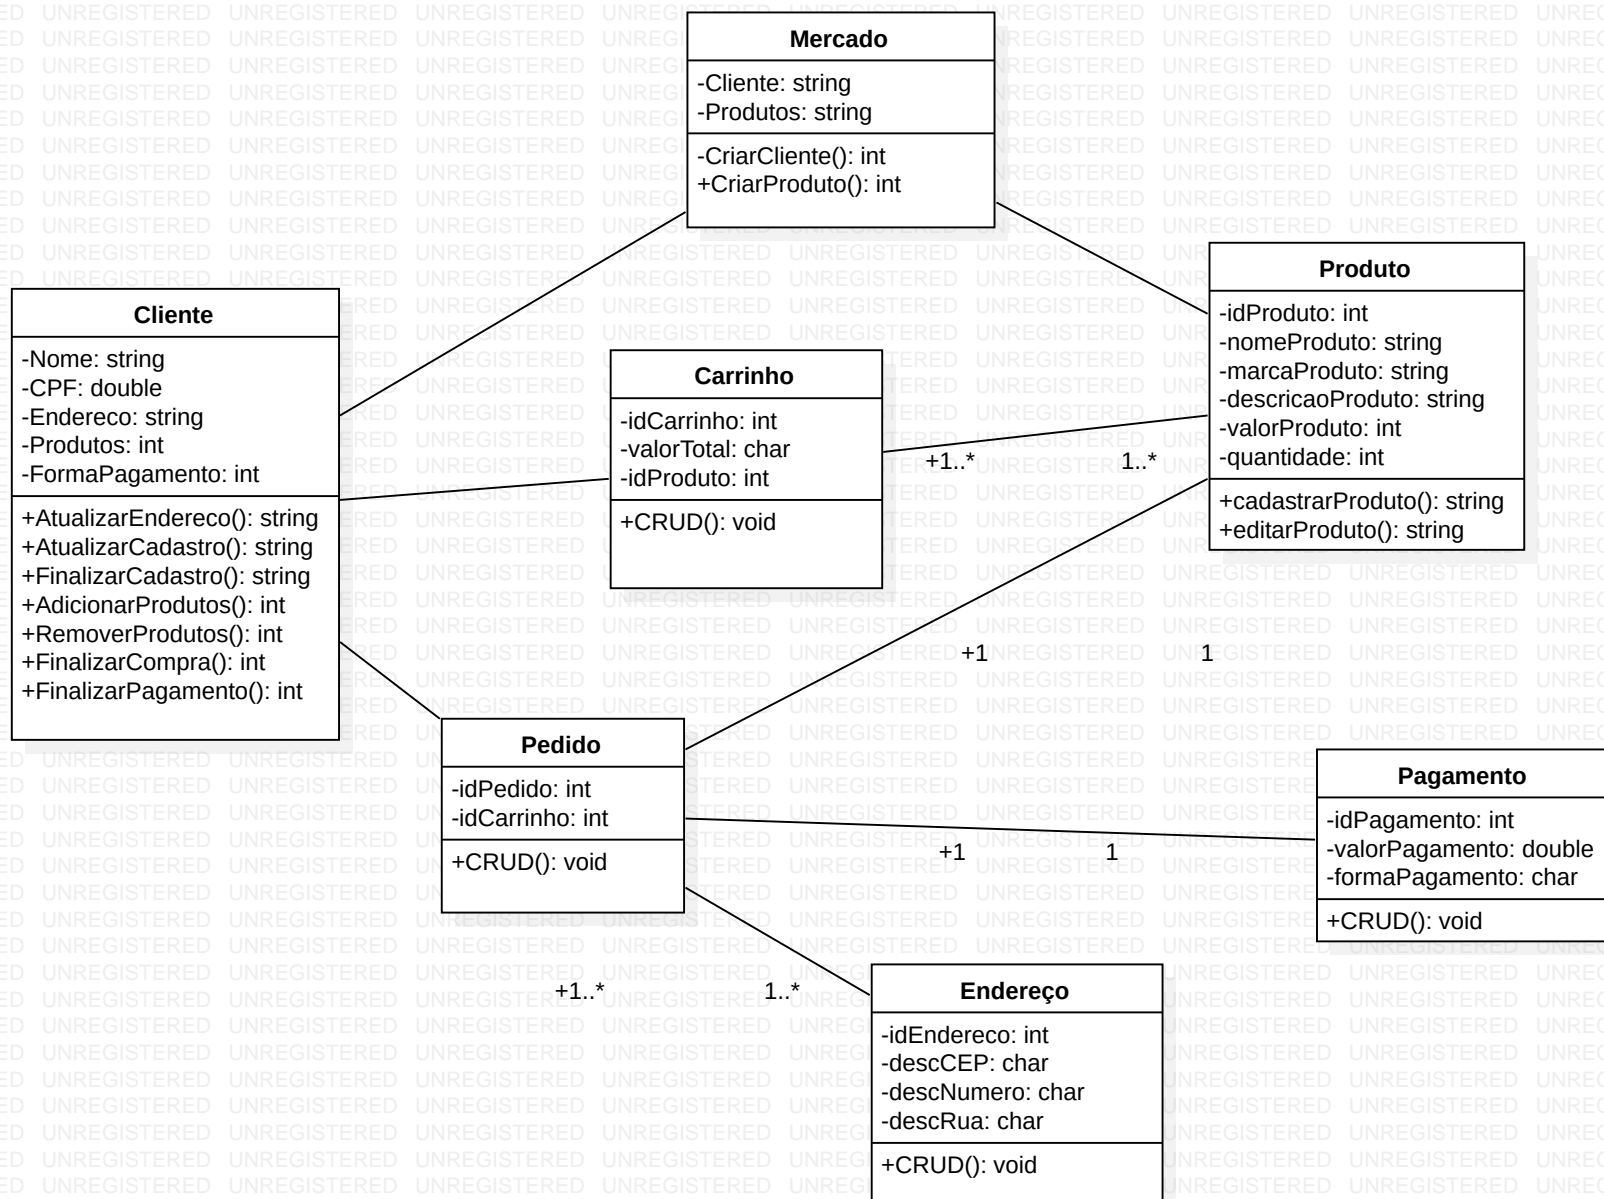 Mercado
-Cliente: string
-Produtos: string
-CriarCliente(): int
+CriarProduto(): int
Produto
-idProduto: int
-nomeProduto: string
-marcaProduto: string
-descricaoProduto: string
-valorProduto: int
-quantidade: int
+cadastrarProduto(): string
+editarProduto(): string
Cliente
-Nome: string
-CPF: double
-Endereco: string
-Produtos: int
-FormaPagamento: int
+AtualizarEndereco(): string
+AtualizarCadastro(): string
+FinalizarCadastro(): string
+AdicionarProdutos(): int
+RemoverProdutos(): int
+FinalizarCompra(): int
+FinalizarPagamento(): int
Carrinho
-idCarrinho: int
-valorTotal: char
-idProduto: int
+CRUD(): void
+1..* 1..*
+1 1
Pedido
-idPedido: int
-idCarrinho: int
+CRUD(): void
Pagamento
-idPagamento: int
-valorPagamento: double
-formaPagamento: char
+CRUD(): void
+1 1
+1..* 1..*
Endereço
-idEndereco: int
-descCEP: char
-descNumero: char
-descRua: char
+CRUD(): void
UNREGISTERED